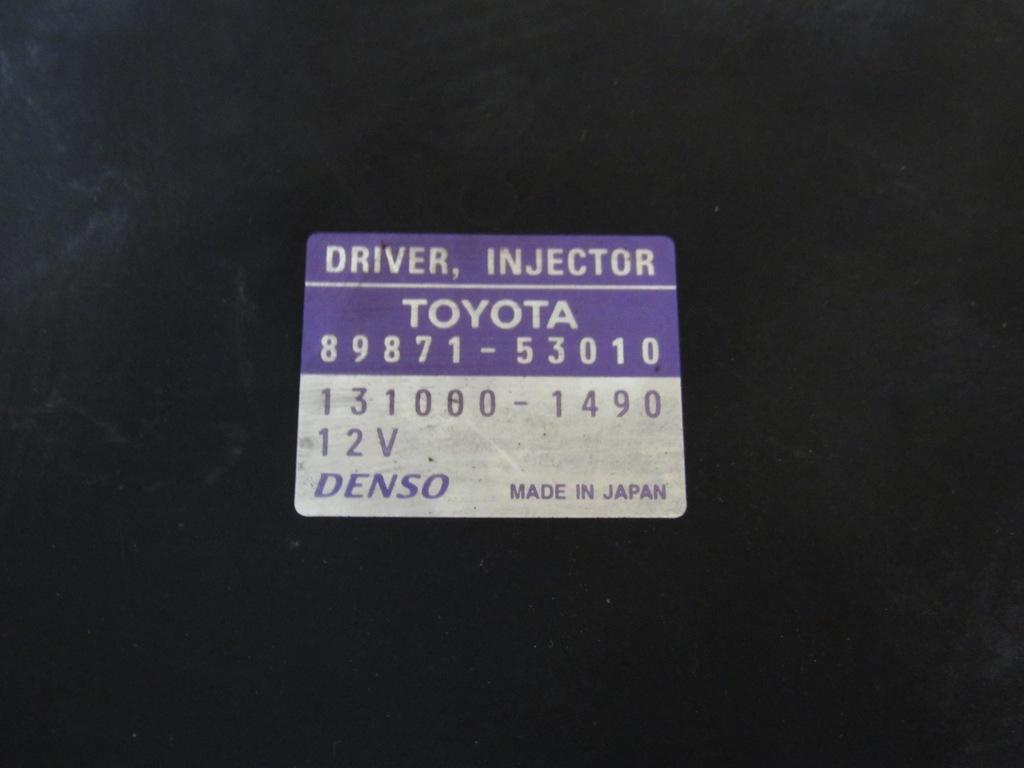 DRIVER, INJECTOR
TOYOTA
89871-53010
131000-1490
12V
DENSO MADE IN JAPAN